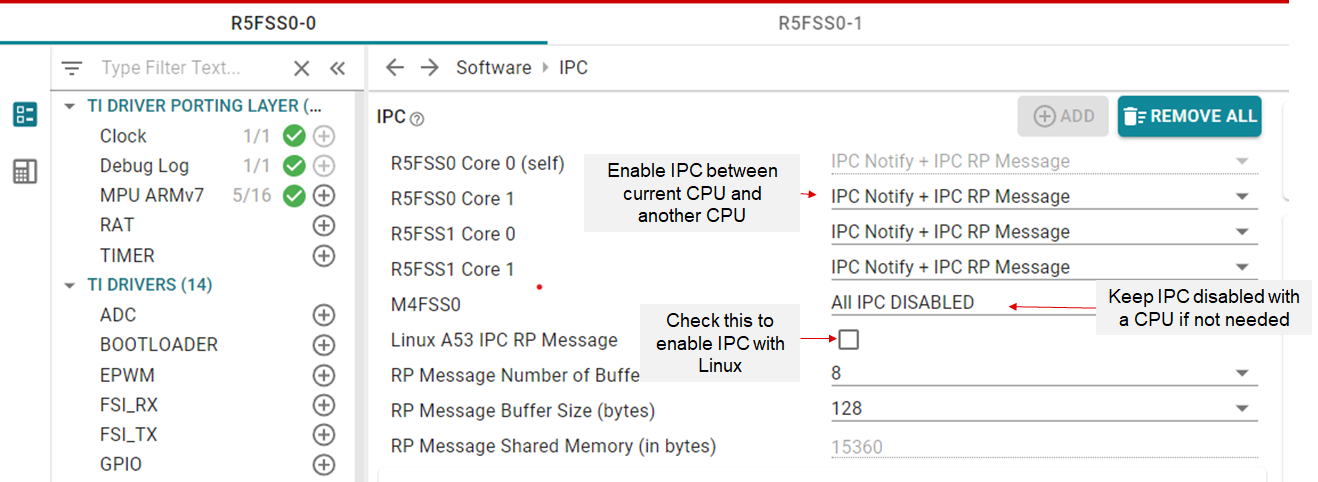 R5FSS0-0
R5FSS0-1
Type Filter Text...
Software
IPC
TI DRIVER PORTING LAYER (...
Clock 1/1
Debug Log 1/1
MPU ARMv7 5/16
RAT
TIMER
TI DRIVERS (14)
ADC
BOOTLOADER
EPWM
FSI_RX
FSI_TX
GPIO
IPC
ADD
REMOVE ALL
R5FSS0 Core 0 (self) IPC Notify + IPC RP Message
R5FSS0 Core 1 IPC Notify + IPC RP Message
R5FSS1 Core 0 IPC Notify + IPC RP Message
R5FSS1 Core 1 IPC Notify + IPC RP Message
M4FSS0 All IPC DISABLED
Linux A53 IPC RP Message
RP Message Number of Buffe 8
RP Message Buffer Size (bytes) 128
RP Message Shared Memory (in bytes) 15360
Enable IPC between
current CPU and
another CPU
Check this to
enable IPC with
Linux
Keep IPC disabled with
a CPU if not needed